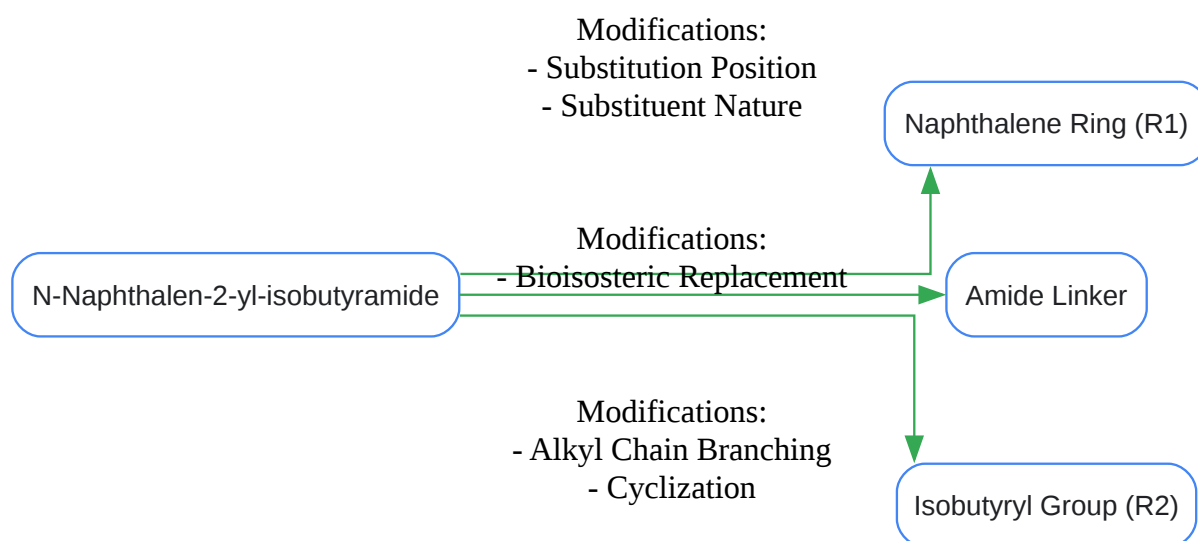 Modifications:
- Substitution Position
- Substituent Nature
Naphthalene Ring (R1)
Modifications:
- Bioisosteric Replacement
N-Naphthalen-2-yl-isobutyramide
Amide Linker
Modifications:
- Alkyl Chain Branching
- Cyclization
Isobutyryl Group (R2)